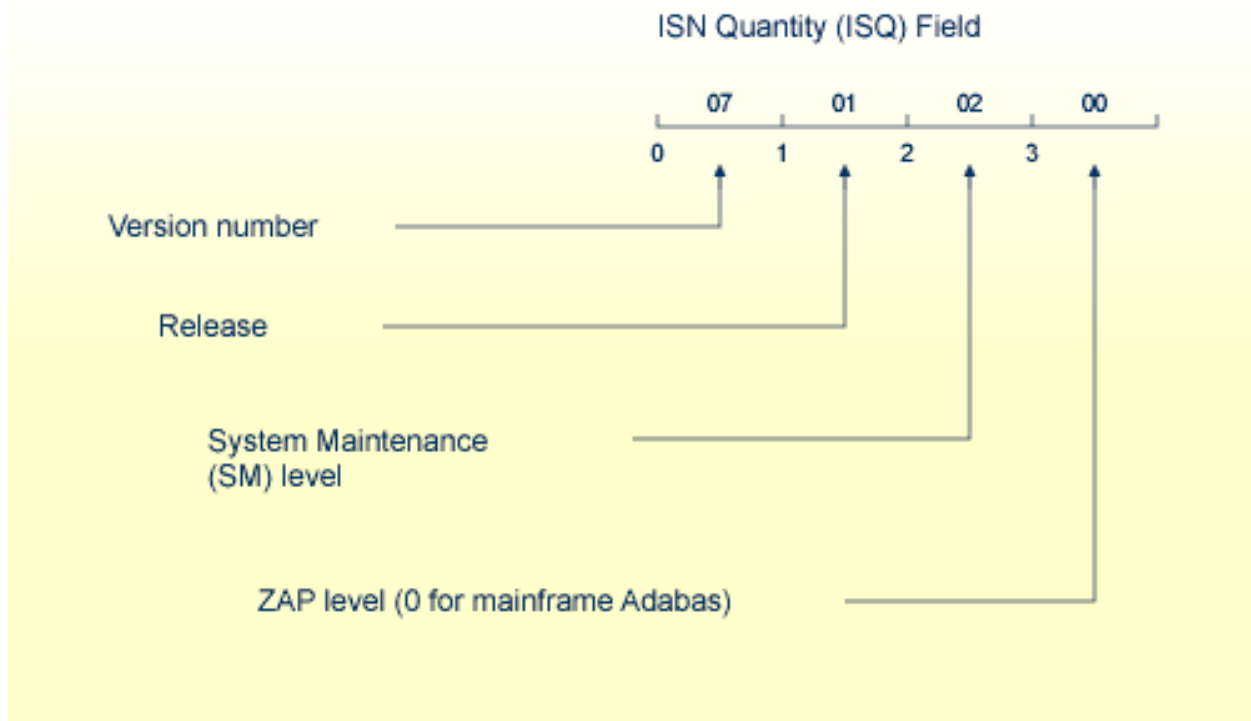 ISN Quantity (ISQ) Field
07 01 02 00
0 1 2 3
Version number
Release
System Maintenance
(SM) level
ZAP level (0 for mainframe Adabas)